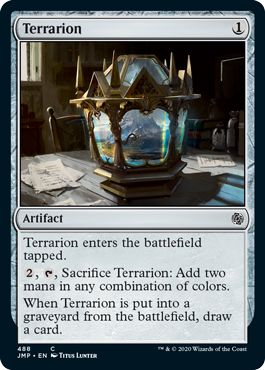 Terrarion 1
Artifact
Terrarion enters the battlefield
tapped.
2, T, Sacrifice Terrarion: Add two
mana in any combination of colors.
When Terrarion is put into a
graveyard from the battlefield, draw
a card.
488 C
JMP • EN Titus Lunter ™ & © 2020 Wizards of the Coast